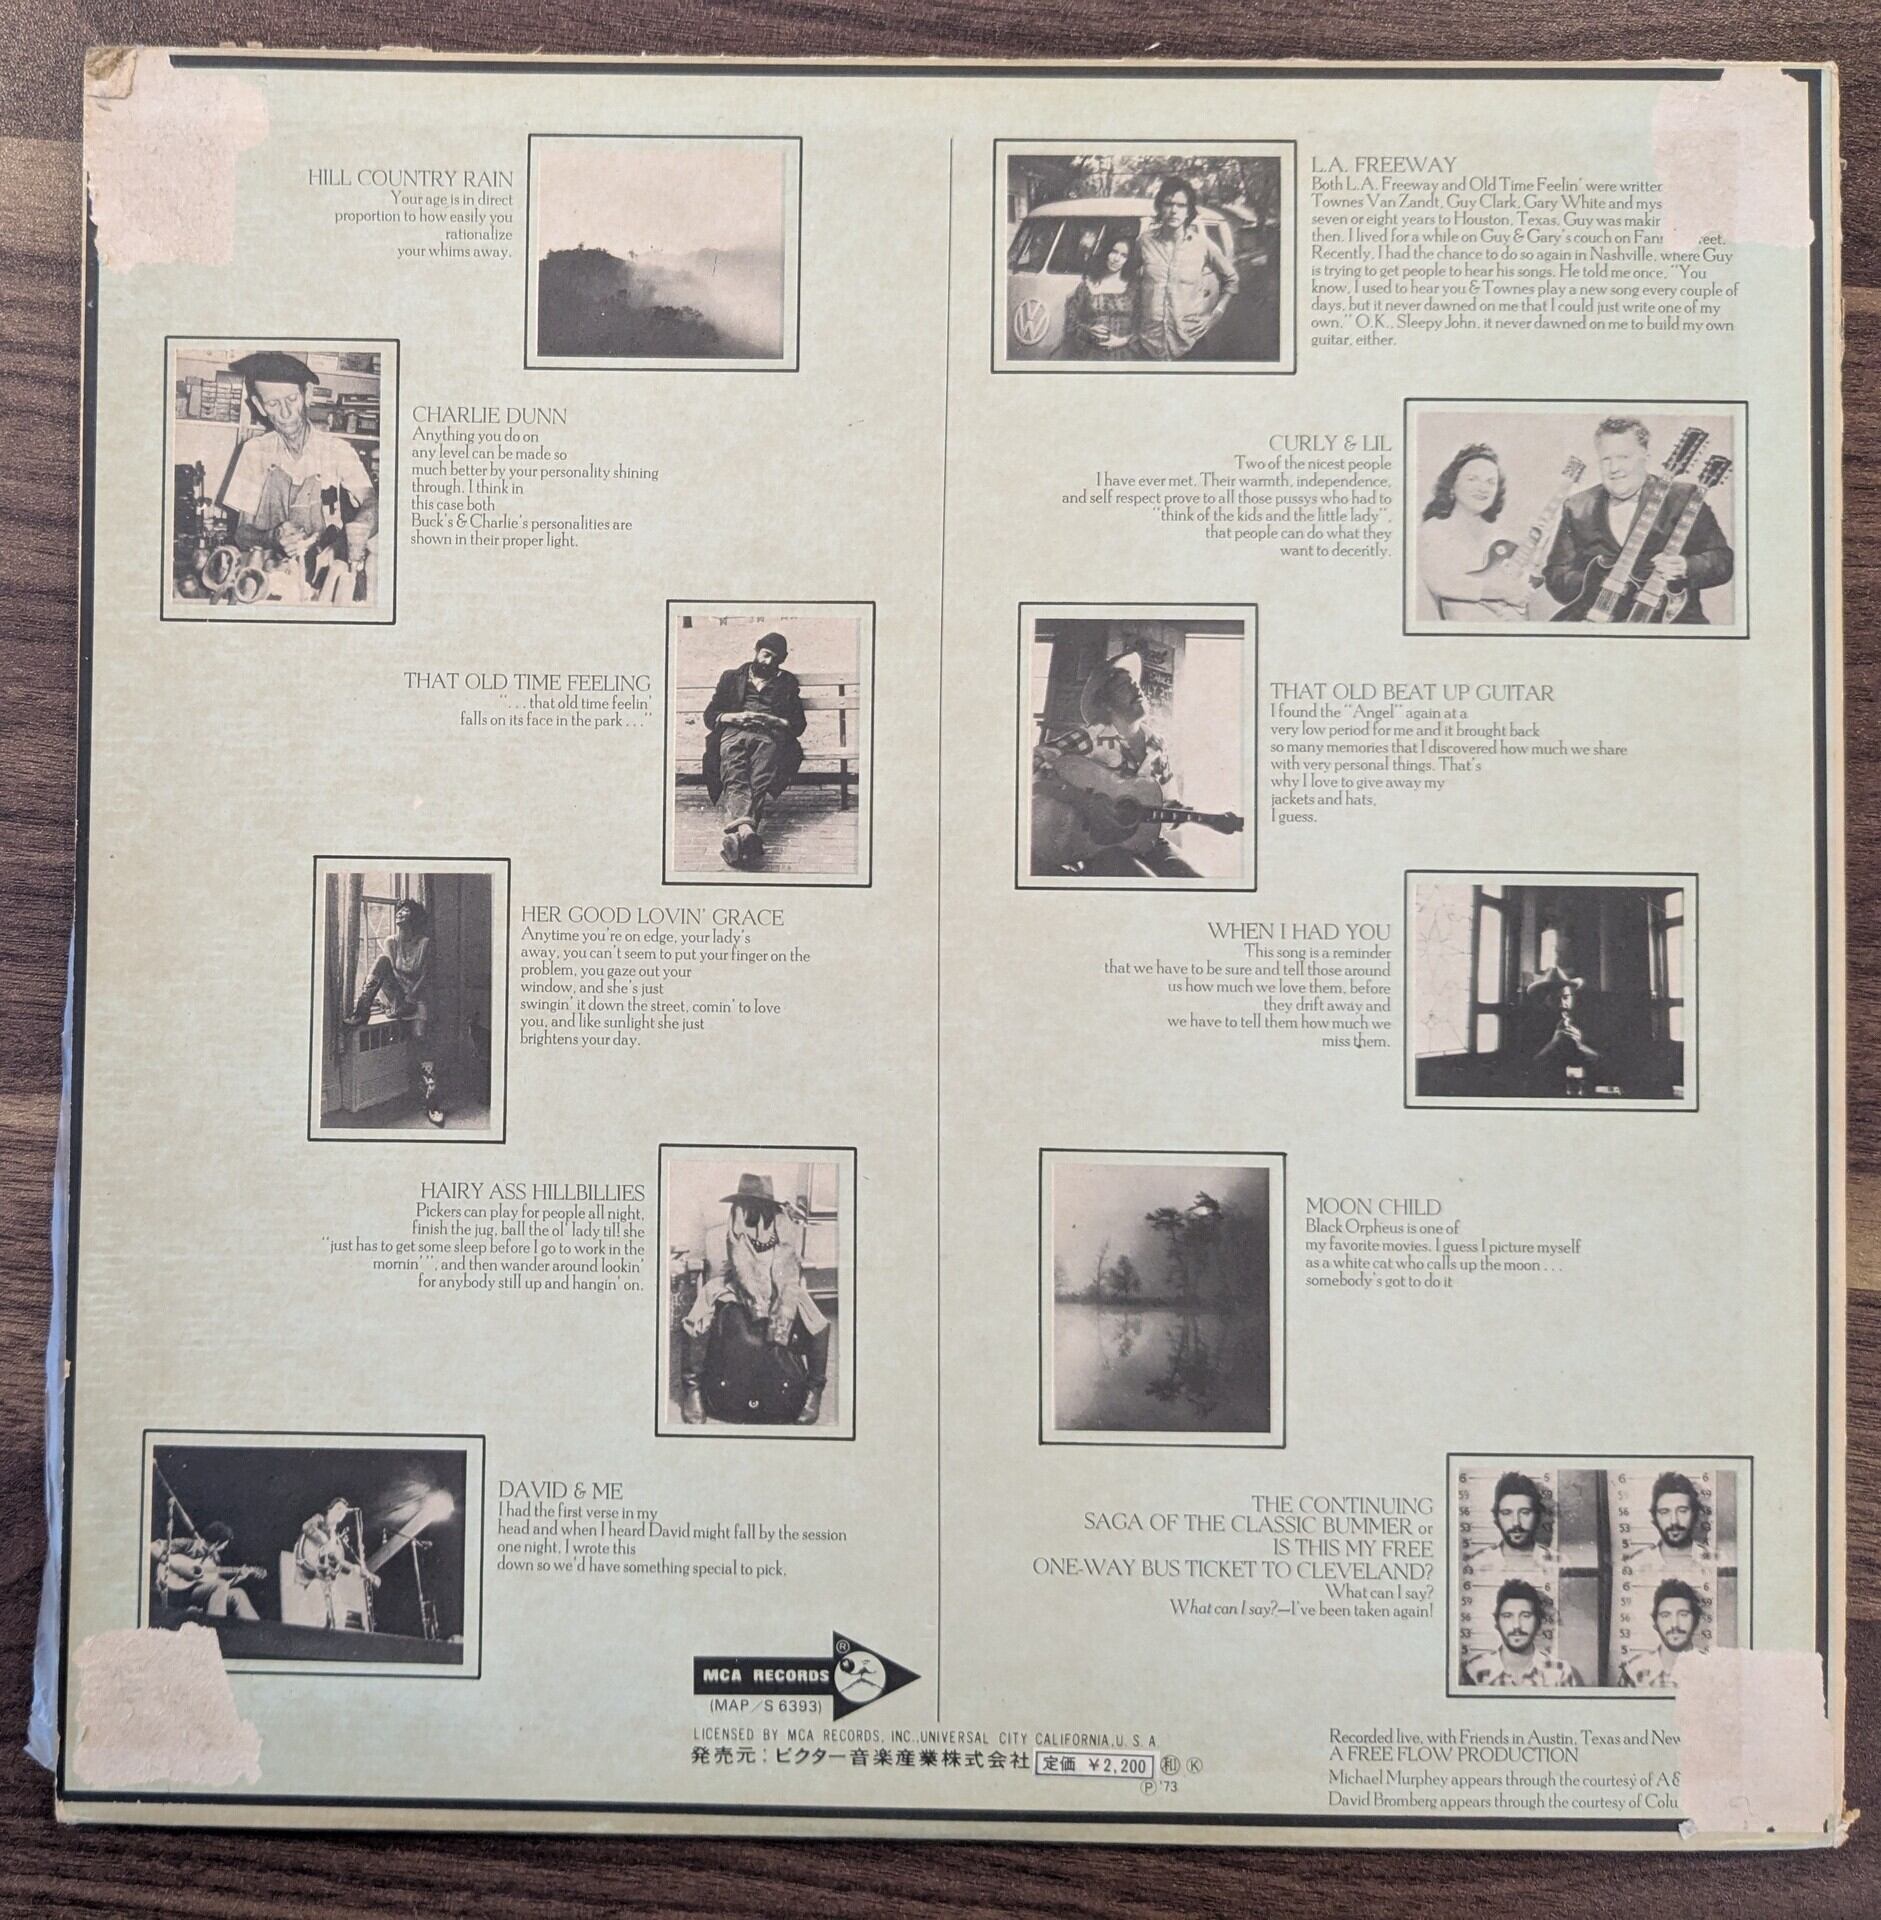 HILL COUNTRY RAIN
Your age is in direct
proportion to how easily you
rationalize
your whims away.
CHARLIE DUNN
Anything you do on
any level can be made so
much better by your personality shining
through. I think in
this case both
Buck's & Charlie's personalities are
shown in their proper light.
THAT OLD TIME FEELING
"...that old time feelin'
falls on its face in the park..."
HER GOOD LOVIN' GRACE
Anytime you're on edge, your lady's
away, you can't seem to put your finger on the
problem, you gaze out your
window, and she's just
swingin' it down the street, comin' to love
you, and like sunlight she just
brightens your day.
HAIRY ASS HILLBILLIES
Pickers can play for people all night,
finish the jug, ball the ol' lady till she
"just has to get some sleep before I go to work in the
mornin'", and then wander around lookin'
for anybody still up and hangin' on.
DAVID & ME
I had the first verse in my
head and when I heard David might fall by the session
one night, I wrote this
down so we'd have something special to pick.
L.A. FREEWAY
Both L.A. Freeway and Old Time Feelin' were
Townes Van Zandt, Guy Clark, Gary White and
seven or eight years to Houston, Texas. Guy was
then. I lived for a while on Guy & Gary's couch on
Recently, I had the chance to do so again in Nashville, where Guy
is trying to get people to hear his songs. He told me once, "You
know, I used to hear you & Townes play a new song every couple of
days, but it never dawned on me that I could just write one of my
own." O.K., Sleepy John, it never dawned on me to build my own
guitar, either.
VW
CURLY & LIL
Two of the nicest people
I have ever met. Their warmth, independence,
and self respect prove to all those pussys who had to
"think of the kids and the little lady",
that people can do what they
want to decently.
THAT OLD BEAT UP GUITAR
I found the "Angel" again at a
very low period for me and it brought back
so many memories that I discovered how much we share
with very personal things. That's
why I love to give away my
jackets and hats,
I guess.
WHEN I HAD YOU
This song is a reminder
that we have to be sure and tell those around
us how much we love them, before
they drift away and
we have to tell them how much we
miss them.
MOON CHILD
Black Orpheus is one of
my favorite movies. I guess I picture myself
as a white cat who calls up the moon...
somebody's got to do it
THE CONTINUING
SAGA OF THE CLASSIC BUMMER or
IS THIS MY FREE
ONE-WAY BUS TICKET TO CLEVELAND?
What can I say?
What can I say?—I've been taken again!
MCA RECORDS ®
(MAP/S 6393)
LICENSED BY MCA RECORDS, INC., UNIVERSAL CITY CALIFORNIA, U. S. A.
発売元：ビクター音楽産業株式会社 定価 ¥2,200 ㊒ Ⓚ
Ⓟ '73
Recorded live, with Friends in Austin, Texas and New
A FREE FLOW PRODUCTION
Michael Murphey appears through the courtesy of A&
David Bromberg appears through the courtesy of